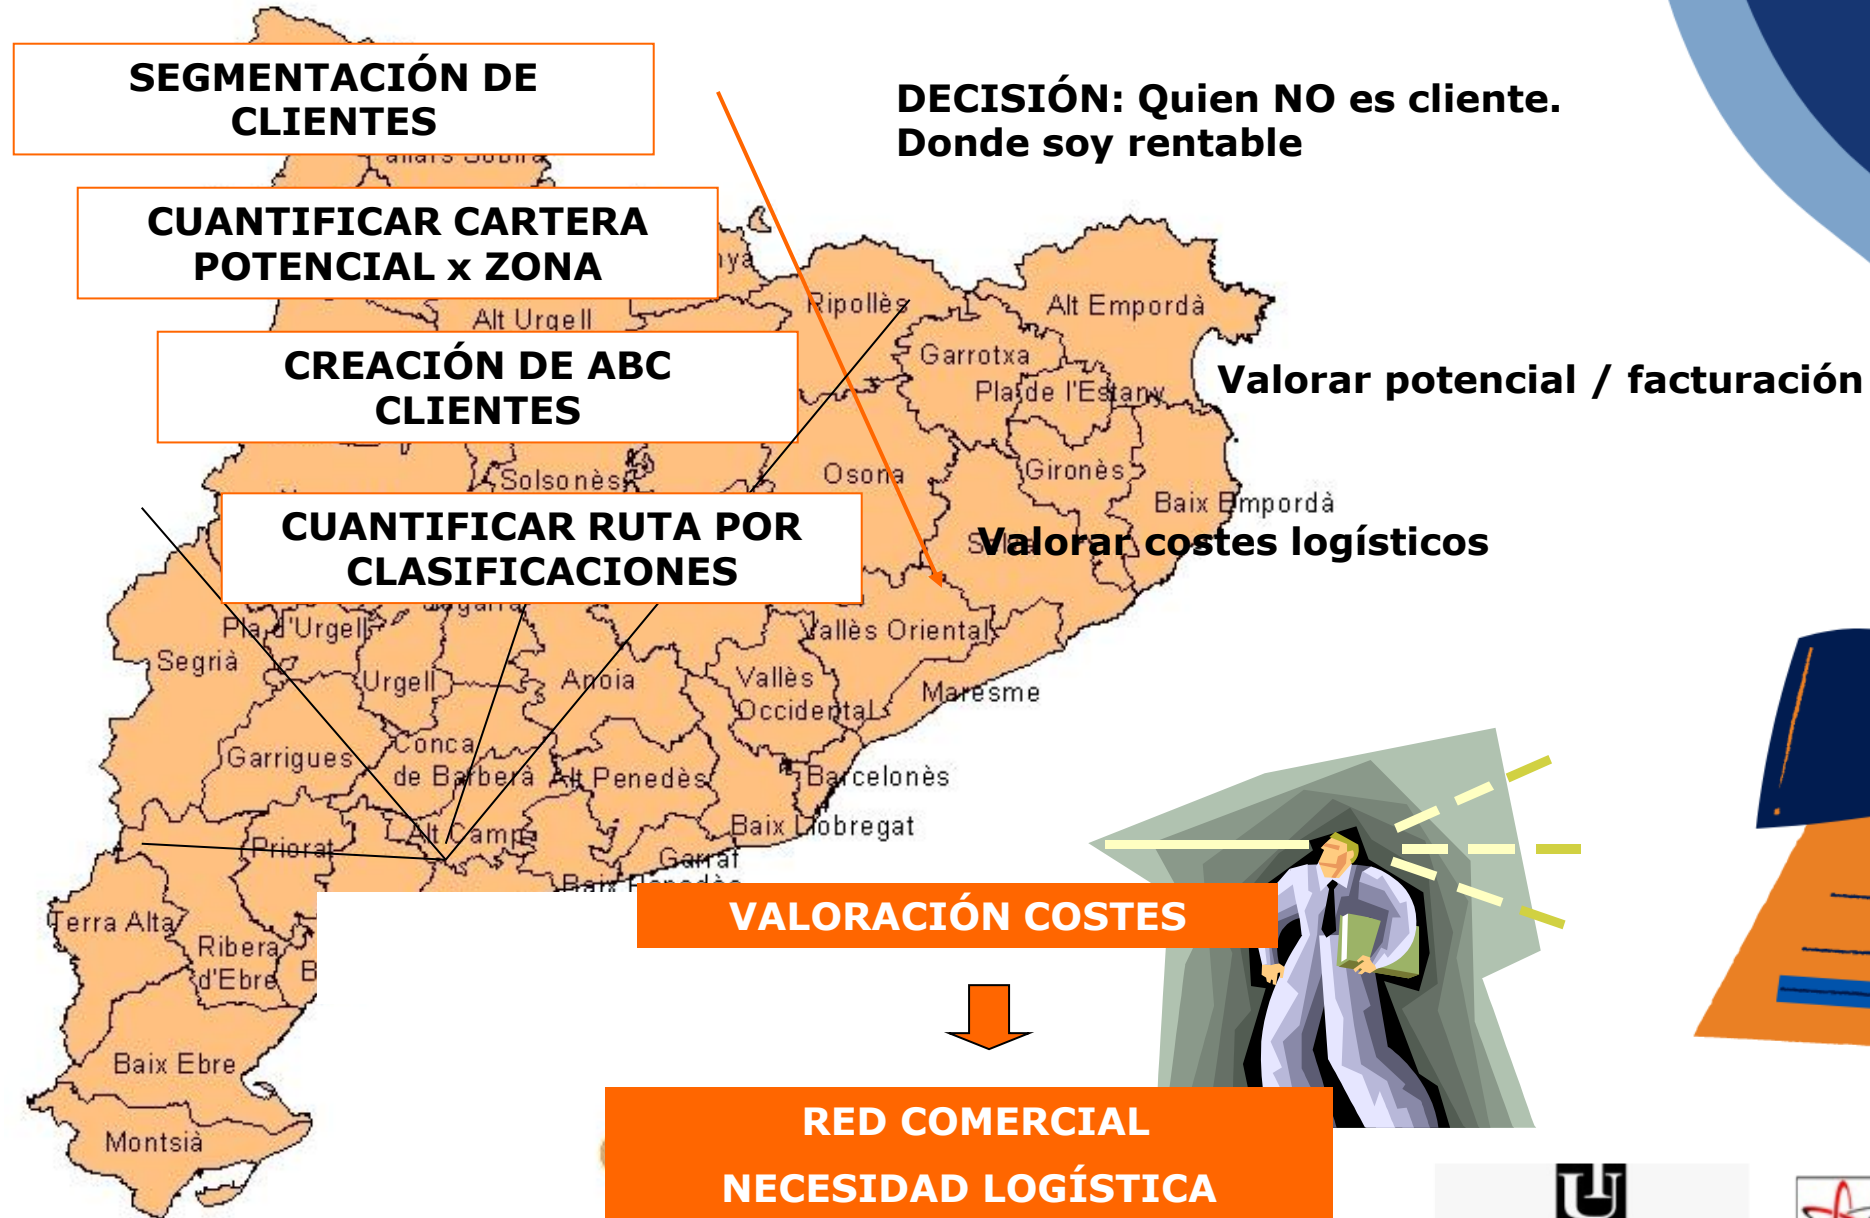 SEGMENTACIÓN DE
CLIENTES
DECISIÓN: Quien NO es cliente.
Donde soy rentable
CUANTIFICAR CARTERA
POTENCIAL x ZONA
Ripollès
Alt Empordà
Alt Urgell
CREACIÓN DE ABC
CLIENTES
Garrotxa
Pla de l'Estany
Valorar potencial / facturación
Solsonès
Osona
Gironès
Baix Empordà
CUANTIFICAR RUTA POR
CLASIFICACIONES
Valorar costes logísticos
Pla d'Urgell
Vallès Oriental
Segrià
Urgell
Anoia
Vallès
Occidental
Maresme
Garrigues
Conca
de Barberà
Alt Penedès
Barcelonès
Priorat
Alt Camp
Baix Llobregat
Garraf
Baix Penedès
VALORACIÓN COSTES
Terra Alta
Ribera
d'Ebre
B
Baix Ebre
Montsià
RED COMERCIAL
NECESIDAD LOGÍSTICA